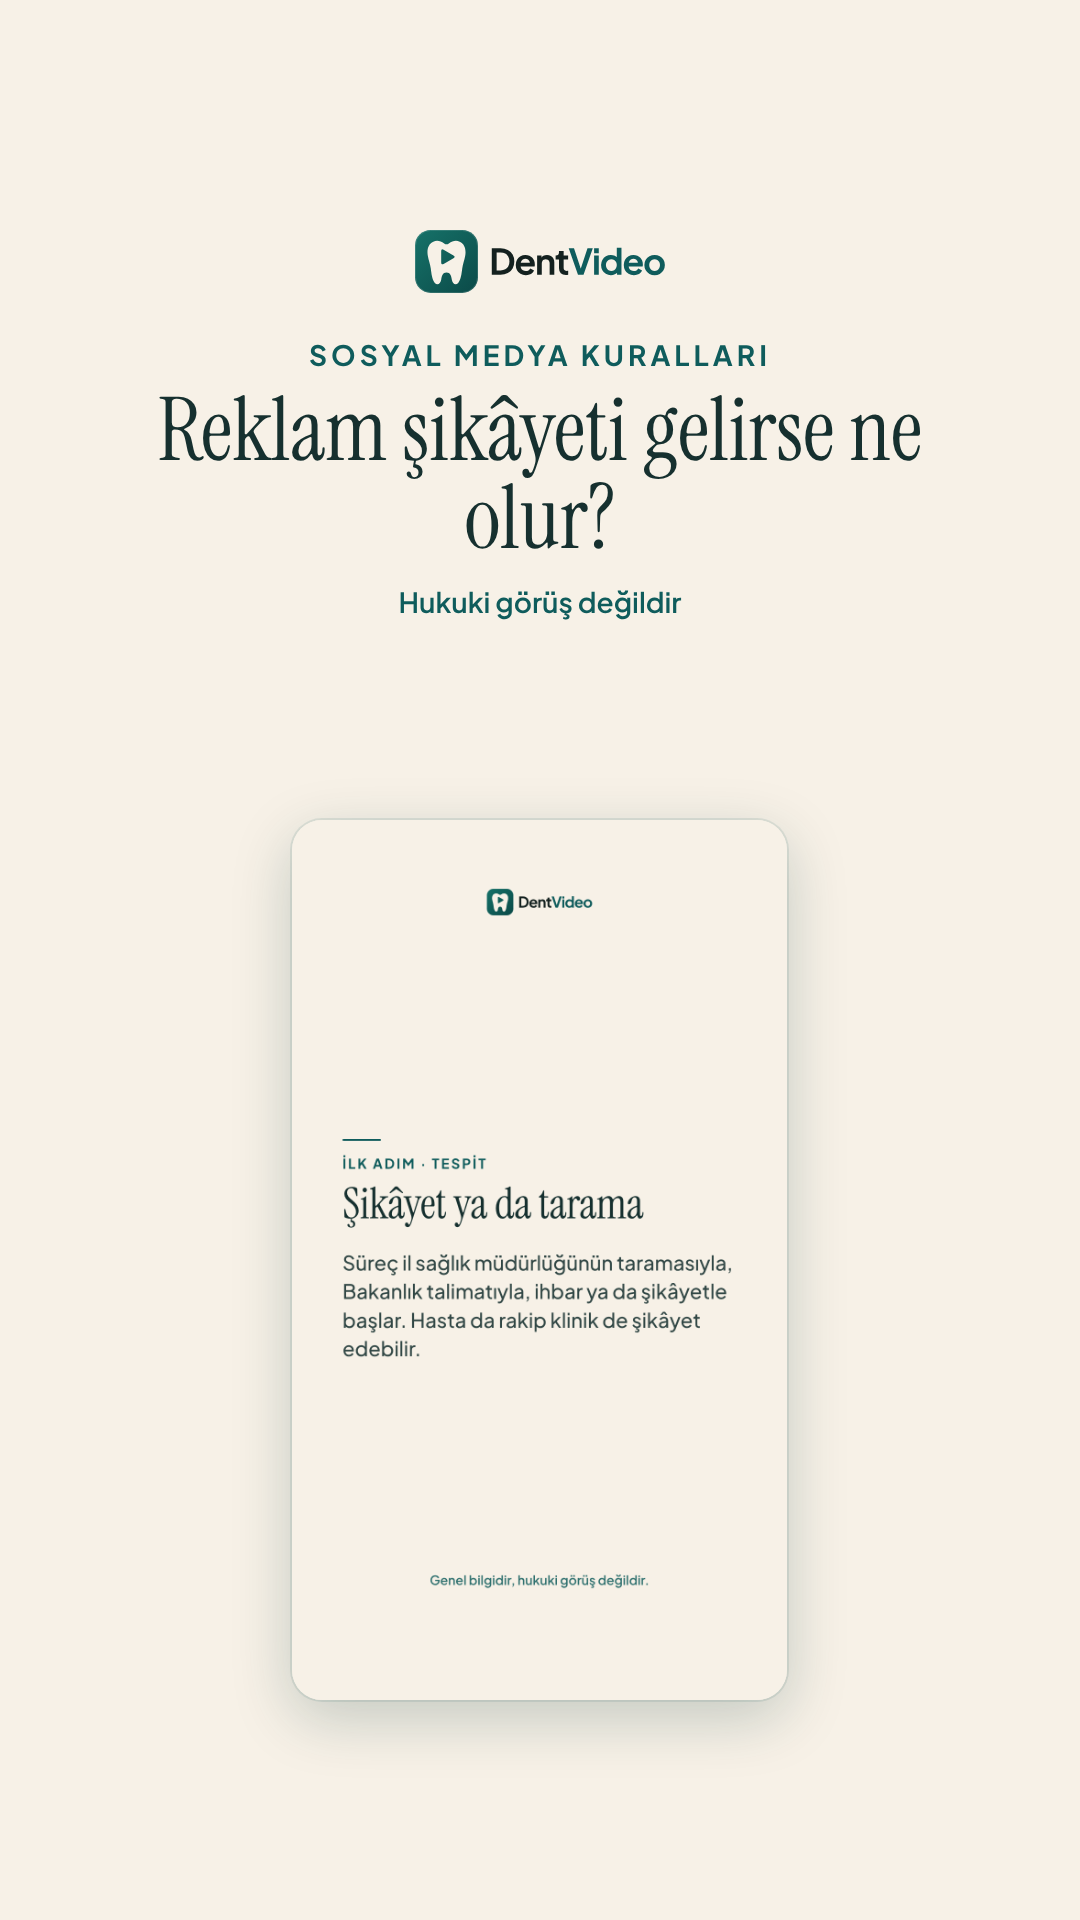 DentVideo
SOSYAL MEDYA KURALLARI
Reklam şikâyeti gelirse ne
olur?
Hukuki görüş değildir
DentVideo
İLK ADIM · TESPİT
Şikâyet ya da tarama
Süreç il sağlık müdürlüğünün taramasıyla,
Bakanlık talimatıyla, ihbar ya da şikâyetle
başlar. Hasta da rakip klinik de şikâyet
edebilir.
Genel bilgidir, hukuki görüş değildir.